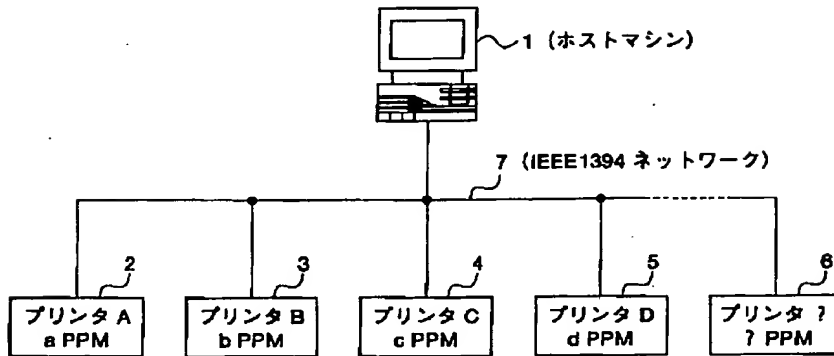 1 (ホストマシン)
7 (IEEE1394 ネットワーク)
2
3
4
5
6
プリンタ A
a PPM
プリンタ B
b PPM
プリンタ C
c PPM
プリンタ D
d PPM
プリンタ ?
? PPM